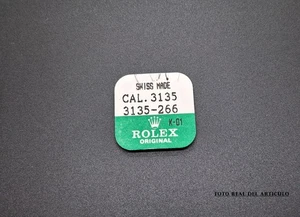 SWISS MADE
CAL. 3135
3135-266
K-01
ROLEX
ORIGINAL
FOTO REAL DEL ARTICULO